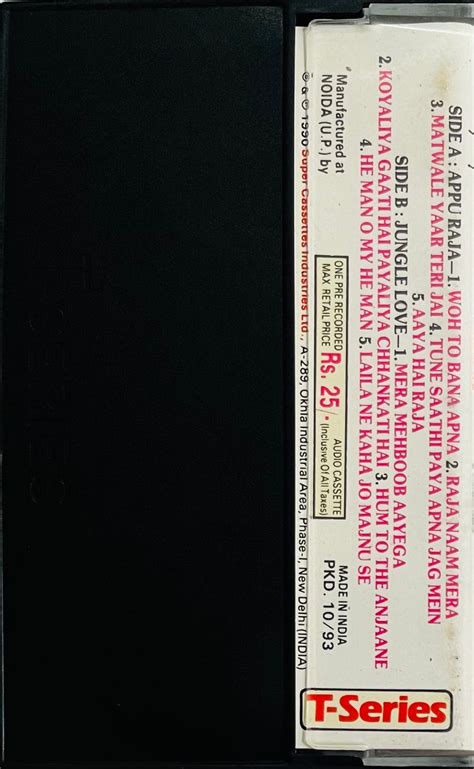 SIDE A : APPU RAJA—1. WOH TO BANA APNA 2. RAJA NAAM MERA
3. MATWALE YAAR TERI JAI 4. TUNE SAATHI PAYA APNA JAG MEIN
5. AAYA HAI RAJA
SIDE B : JUNGLE LOVE—1. MERA MEHBOOB AAYEGA
2. KOYALIYA GAATI HAI PAYALIYA CHHANKATI HAI 3. HUM TO THE ANJAANE
4. HE MAN O MY HE MAN 5. LAILA NE KAHA JO MAJNU SE
Manufactured at
NOIDA (U.P.) by
ONE PRE RECORDED
MAX RETAIL PRICE
Rs. 25/-
AUDIO CASSETTE
(Inclusive Of All Taxes)
MADE IN INDIA
PKD. 10/93
℗ & © 1990 Super Cassettes Industries Ltd., A-289, Okhla Industrial Area, Phase-I, New Delhi (INDIA)
T-Series
T-SERIES